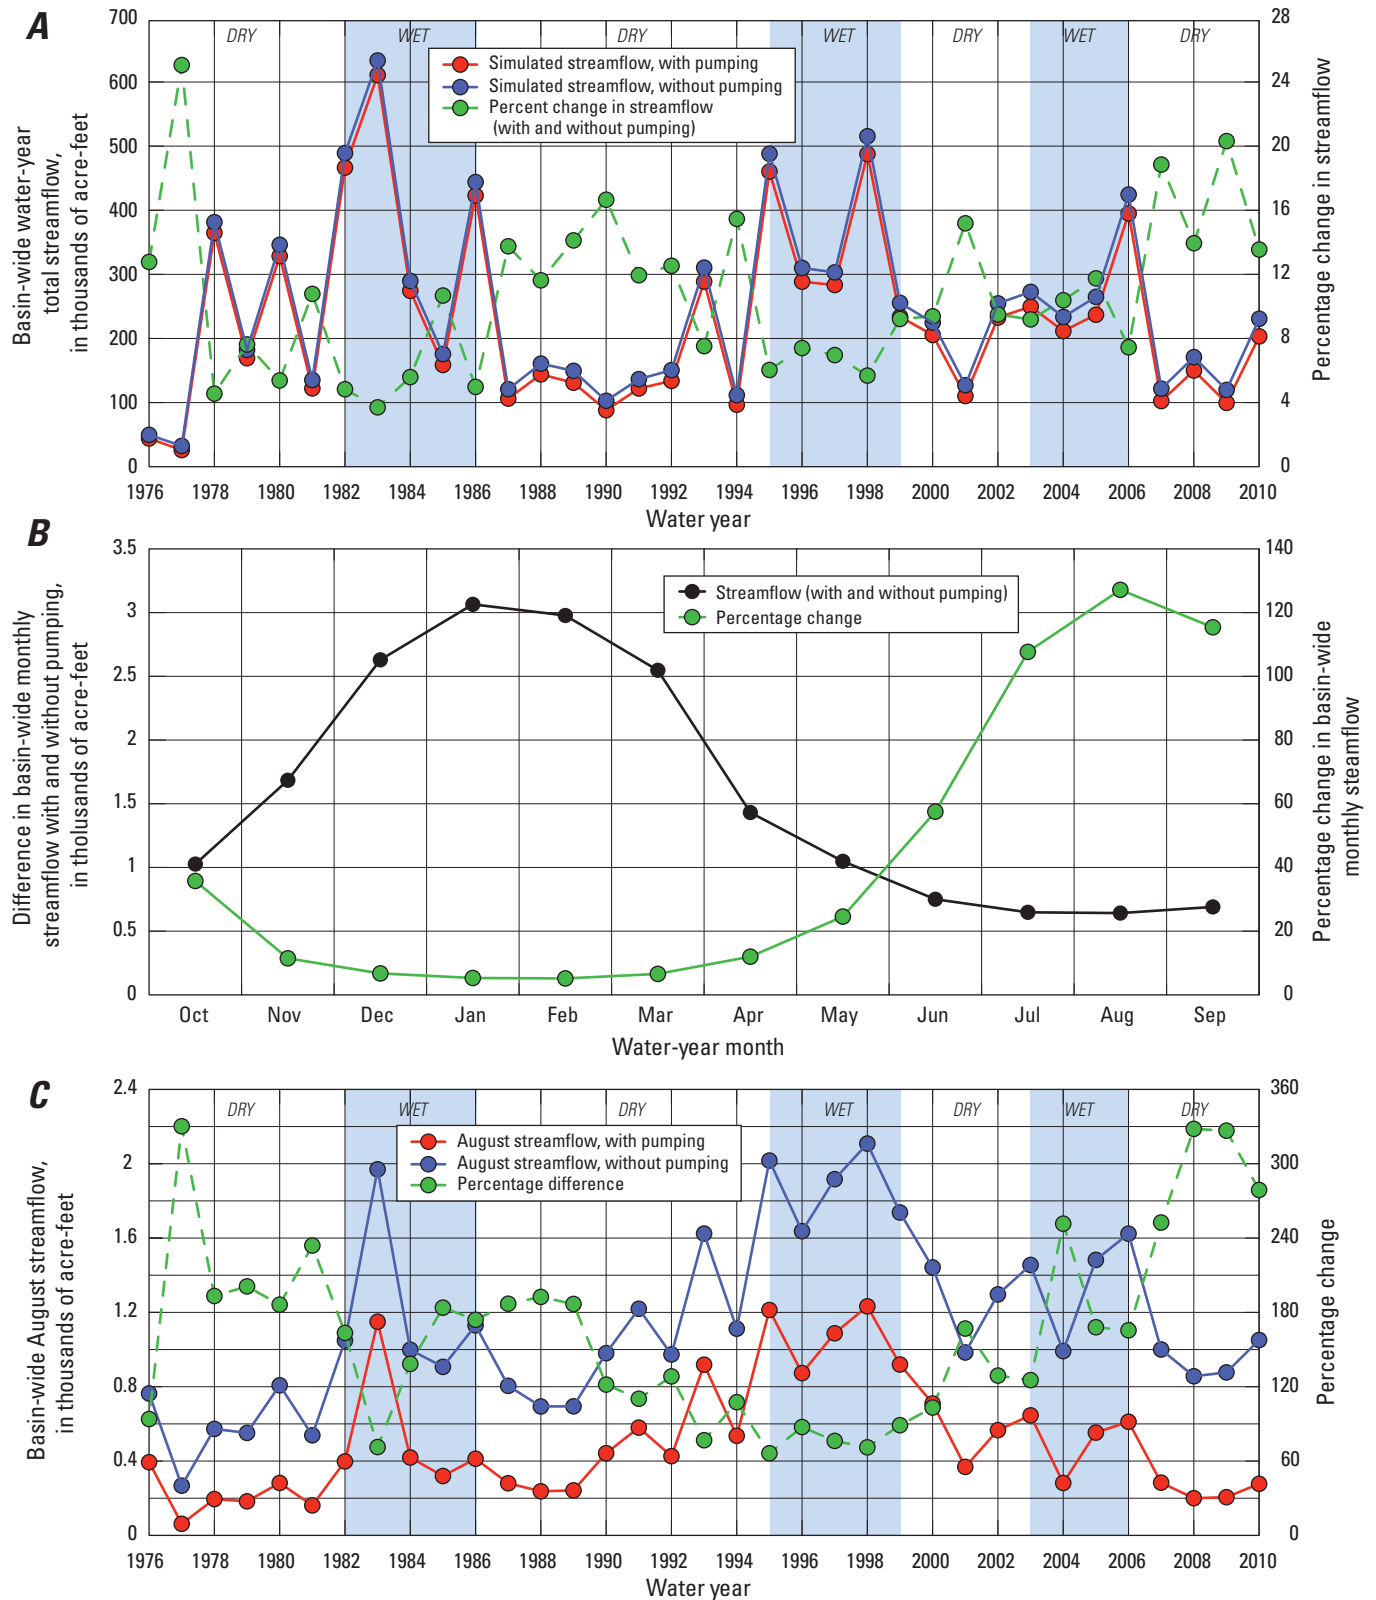 A
700
600
500
400
300
200
100
0
28
24
20
16
12
8
4
0
DRY
WET
DRY
WET
DRY
WET
DRY
Simulated streamflow, with pumping
Simulated streamflow, without pumping
Percent change in streamflow
(with and without pumping)
Basin-wide water-year
total streamflow,
in thousands of acre-feet
Percentage change in streamflow
1976 1978 1980 1982 1984 1986 1988 1990 1992 1994 1996 1998 2000 2002 2004 2006 2008 2010
Water year
B
3.5
3
2.5
2
1.5
1
0.5
0
140
120
100
80
60
40
20
0
Streamflow (with and without pumping)
Percentage change
Difference in basin-wide monthly
streamflow with and without pumping,
in tholusands of acre-feet
Percentage change in basin-wide
monthly steamflow
Oct Nov Dec Jan Feb Mar Apr May Jun Jul Aug Sep
Water-year month
C
2.4
2
1.6
1.2
0.8
0.4
0
360
300
240
180
120
60
0
DRY
WET
DRY
WET
DRY
WET
DRY
August streamflow, with pumping
August streamflow, without pumping
Percentage difference
Basin-wide August streamflow,
in thousands of acre-feet
Percentage change
1976 1978 1980 1982 1984 1986 1988 1990 1992 1994 1996 1998 2000 2002 2004 2006 2008 2010
Water year